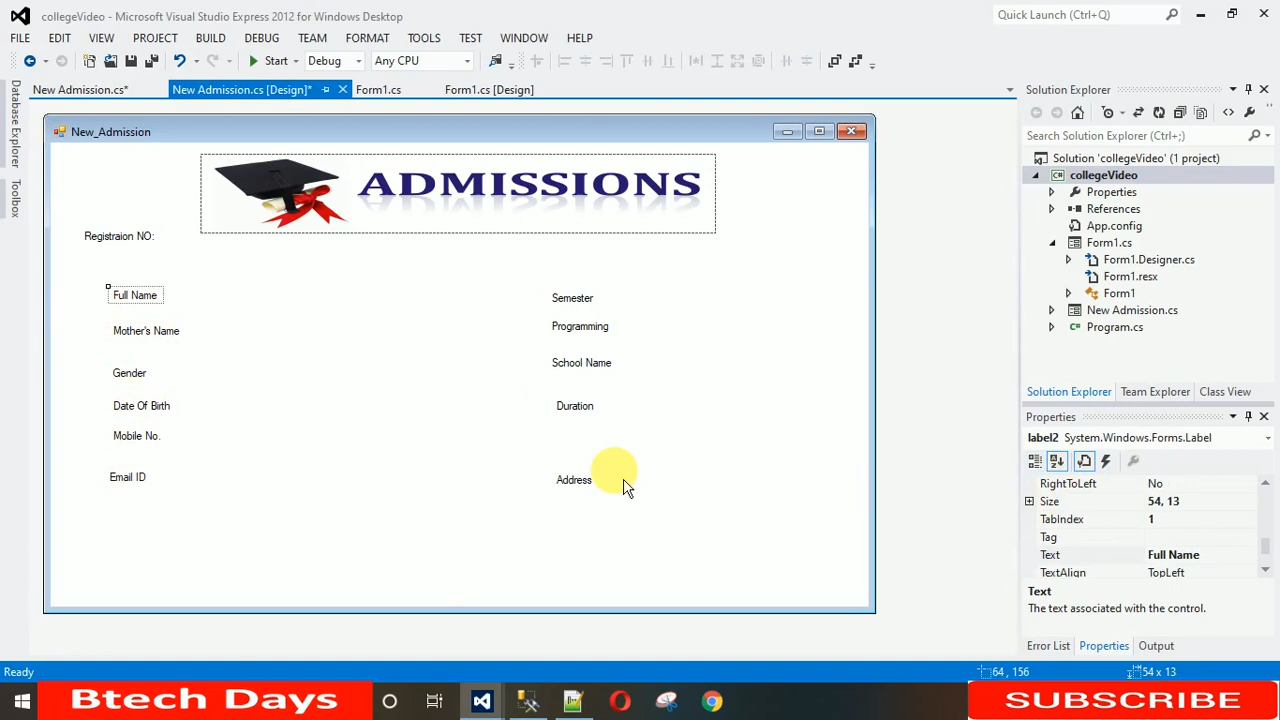 collegeVideo - Microsoft Visual Studio Express 2012 for Windows Desktop
Quick Launch (Ctrl+Q)
FILE EDIT VIEW PROJECT BUILD DEBUG TEAM FORMAT TOOLS TEST WINDOW HELP
Start Debug Any CPU
Database Explorer
Toolbox
New Admission.cs* New Admission.cs [Design]* Form1.cs Form1.cs [Design]
New_Admission
ADMISSIONS
Registraion NO:
Full Name
Mother's Name
Gender
Date Of Birth
Mobile No.
Email ID
Semester
Programming
School Name
Duration
Address
Solution Explorer
Search Solution Explorer (Ctrl+;)
Solution 'collegeVideo' (1 project)
collegeVideo
Properties
References
App.config
Form1.cs
Form1.Designer.cs
Form1.resx
Form1
New Admission.cs
Program.cs
Solution Explorer Team Explorer Class View
Properties
label2 System.Windows.Forms.Label
RightToLeft No
Size 54, 13
TabIndex 1
Tag
Text Full Name
TextAlign TopLeft
Text
The text associated with the control.
Error List Properties Output
Ready
64 , 156
54 x 13
Btech Days
SUBSCRIBE